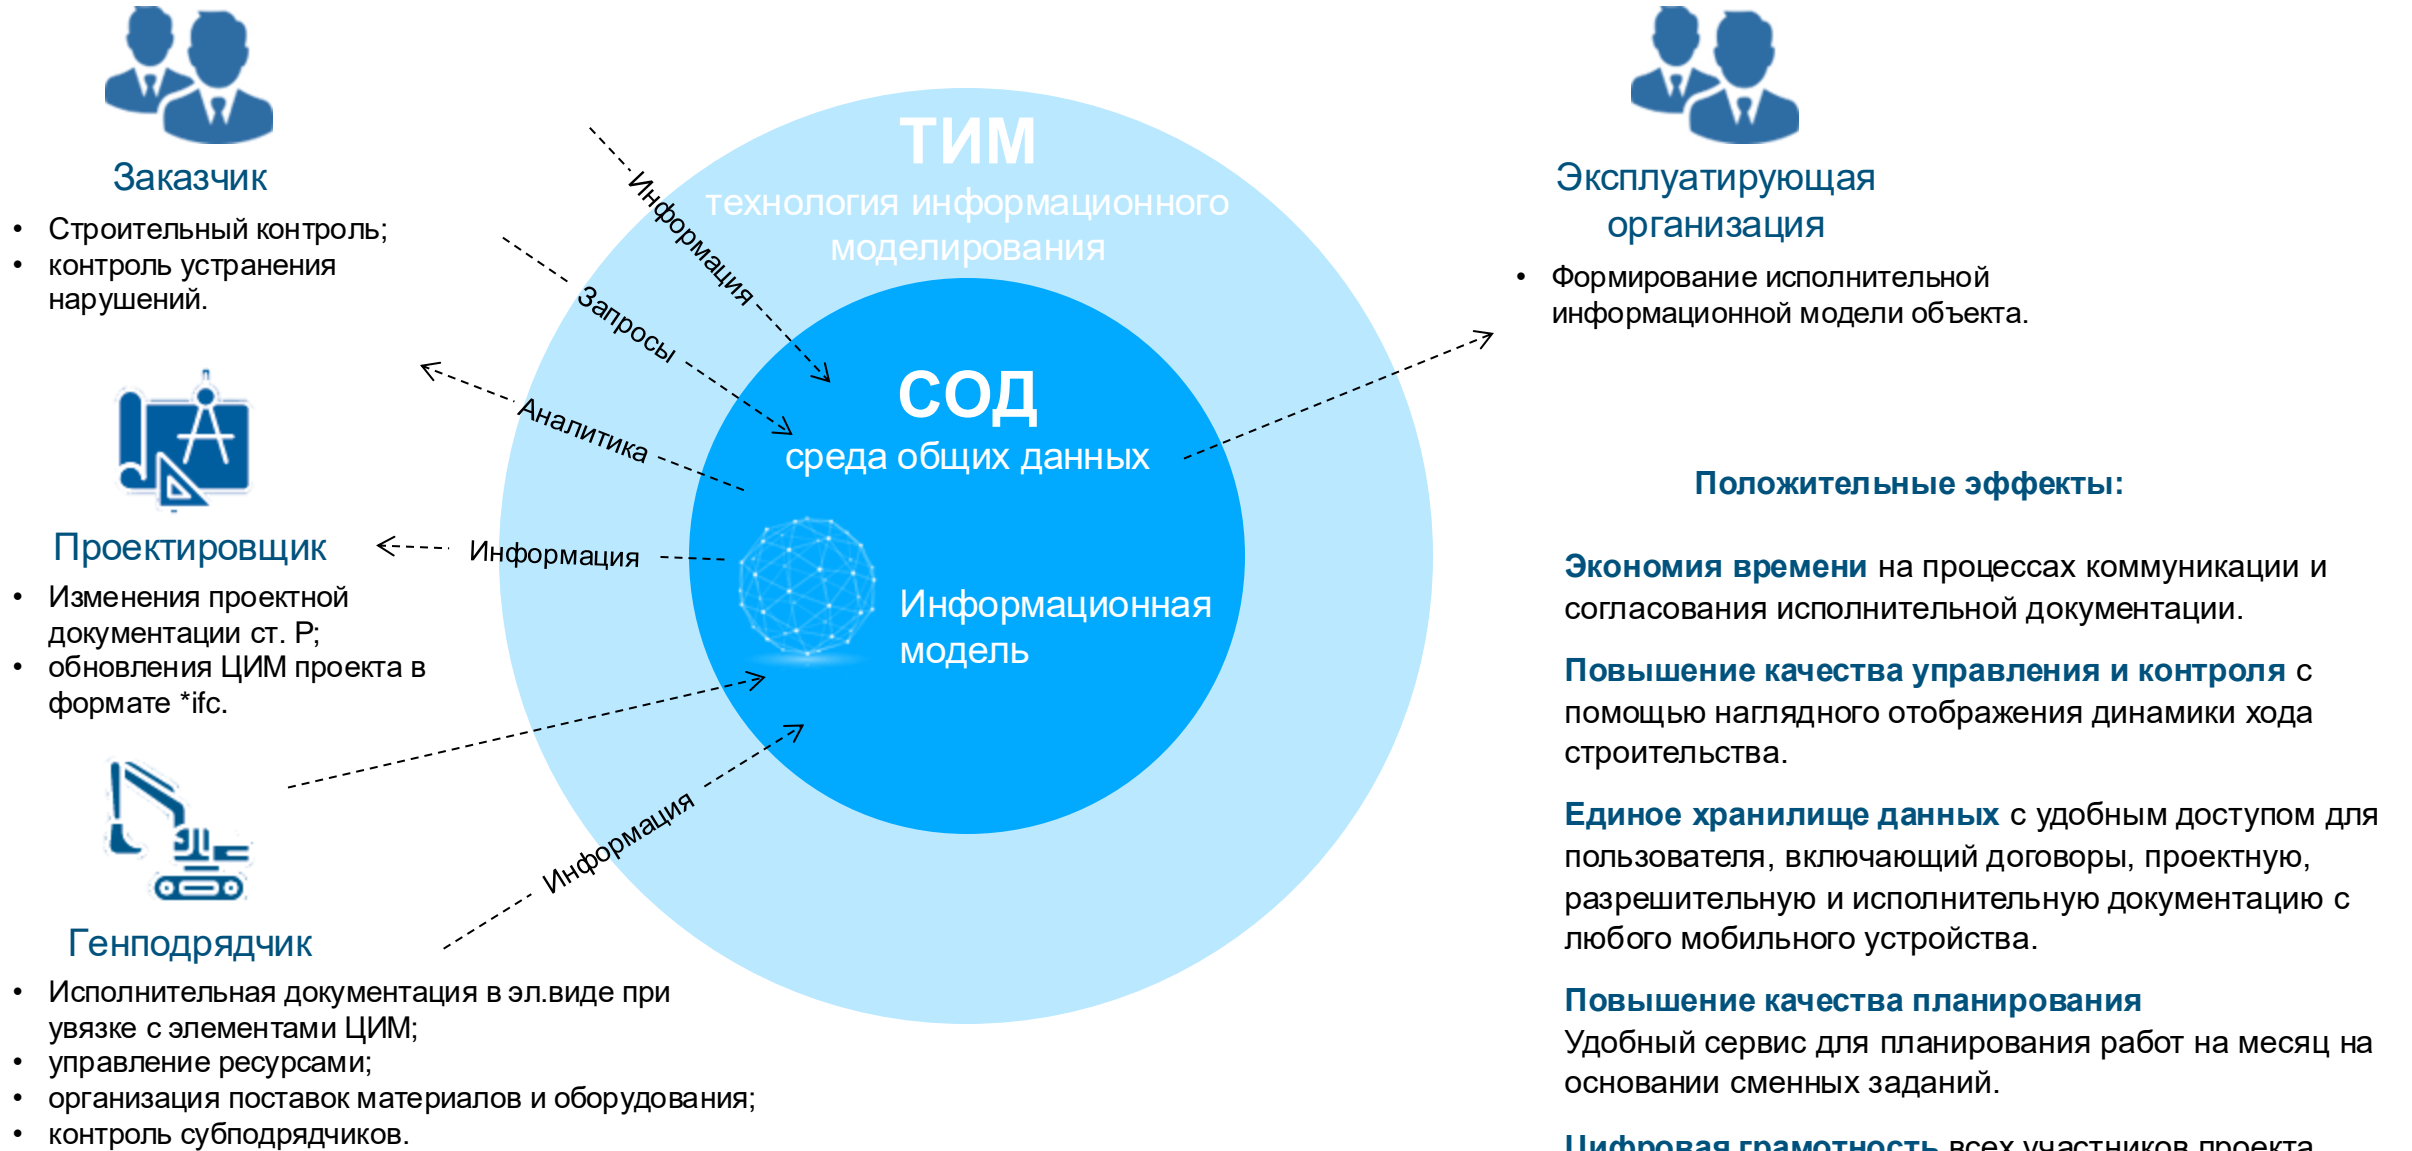 Заказчик
• Строительный контроль;
• контроль устранения
нарушений.
Проектировщик
• Изменения проектной
документации ст. Р;
• обновления ЦИМ проекта в
формате *ifc.
Генподрядчик
• Исполнительная документация в эл.виде при
увязке с элементами ЦИМ;
• управление ресурсами;
• организация поставок материалов и оборудования;
• контроль субподрядчиков.
Информация
Запросы
Аналитика
Информация
Информация
ТИМ
технология информационного
моделирования
СОД
среда общих данных
Информационная
модель
Эксплуатирующая
организация
• Формирование исполнительной
информационной модели объекта.
Положительные эффекты:
Экономия времени на процессах коммуникации и
согласования исполнительной документации.
Повышение качества управления и контроля с
помощью наглядного отображения динамики хода
строительства.
Единое хранилище данных с удобным доступом для
пользователя, включающий договоры, проектную,
разрешительную и исполнительную документацию с
любого мобильного устройства.
Повышение качества планирования
Удобный сервис для планирования работ на месяц на
основании сменных заданий.
Цифровая грамотность всех участников проекта